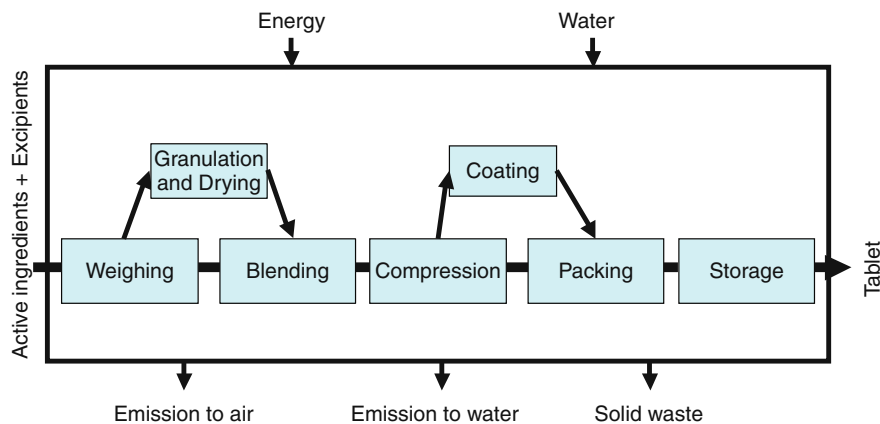 Energy
Water
Active ingredients + Excipients
Granulation
and Drying
Coating
Weighing
Blending
Compression
Packing
Storage
Tablet
Emission to air
Emission to water
Solid waste